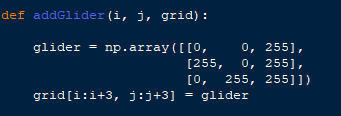 def addGlider(i, j, grid):
glider = np.array([[0, 0, 255],
[255, 0, 255],
[0, 255, 255]])
grid[i:i+3, j:j+3] = glider